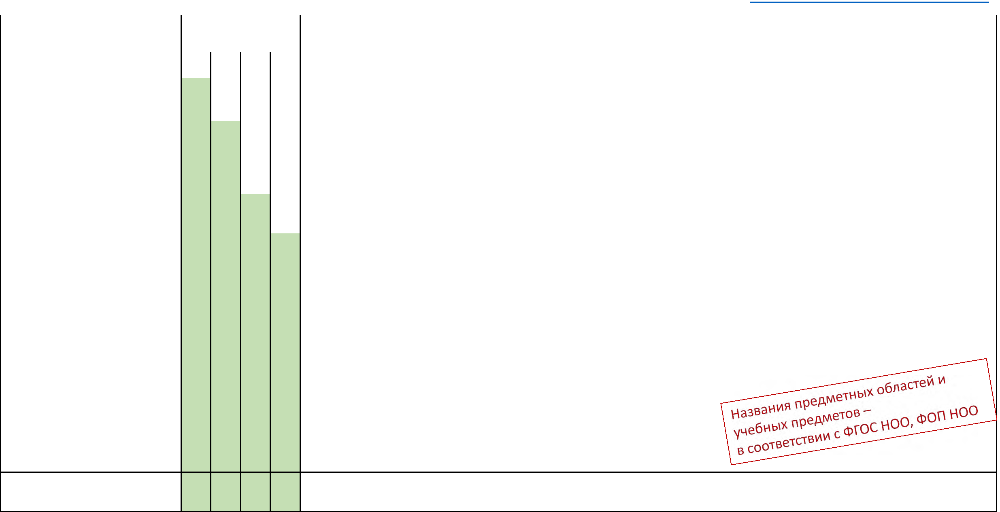 Названия предметных областей и
учебных предметов –
в соответствии с ФГОС НОО, ФОП НОО